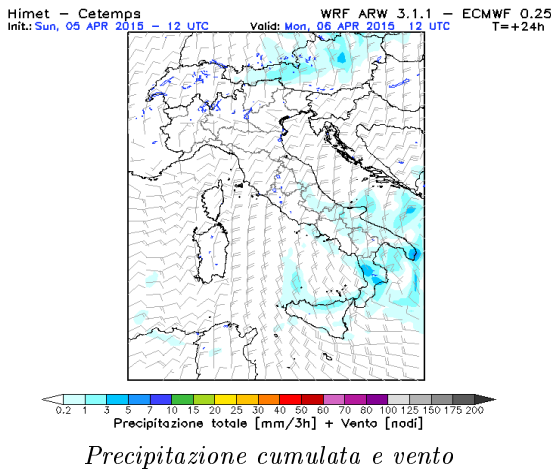 Himet – Cetemps WRF ARW 3.1.1 – ECMWF 0.25
Init.: Sun, 05 APR 2015 – 12 UTC Valid: Mon, 06 APR 2015 12 UTC T=+24h
0.2 1 3 5 7 10 15 20 25 30 40 50 60 70 80 100 125 150 175 200
Precipitazione totale [mm/3h] + Vento [nodi]
Precipitazione cumulata e vento